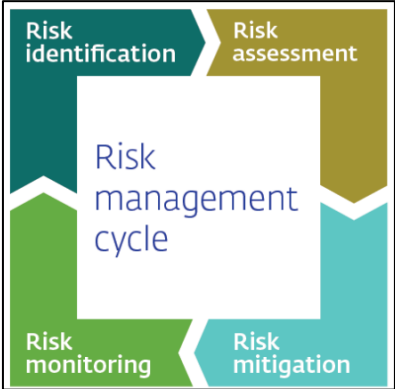 Risk
identification
Risk
assessment
Risk
management
cycle
Risk
monitoring
Risk
mitigation